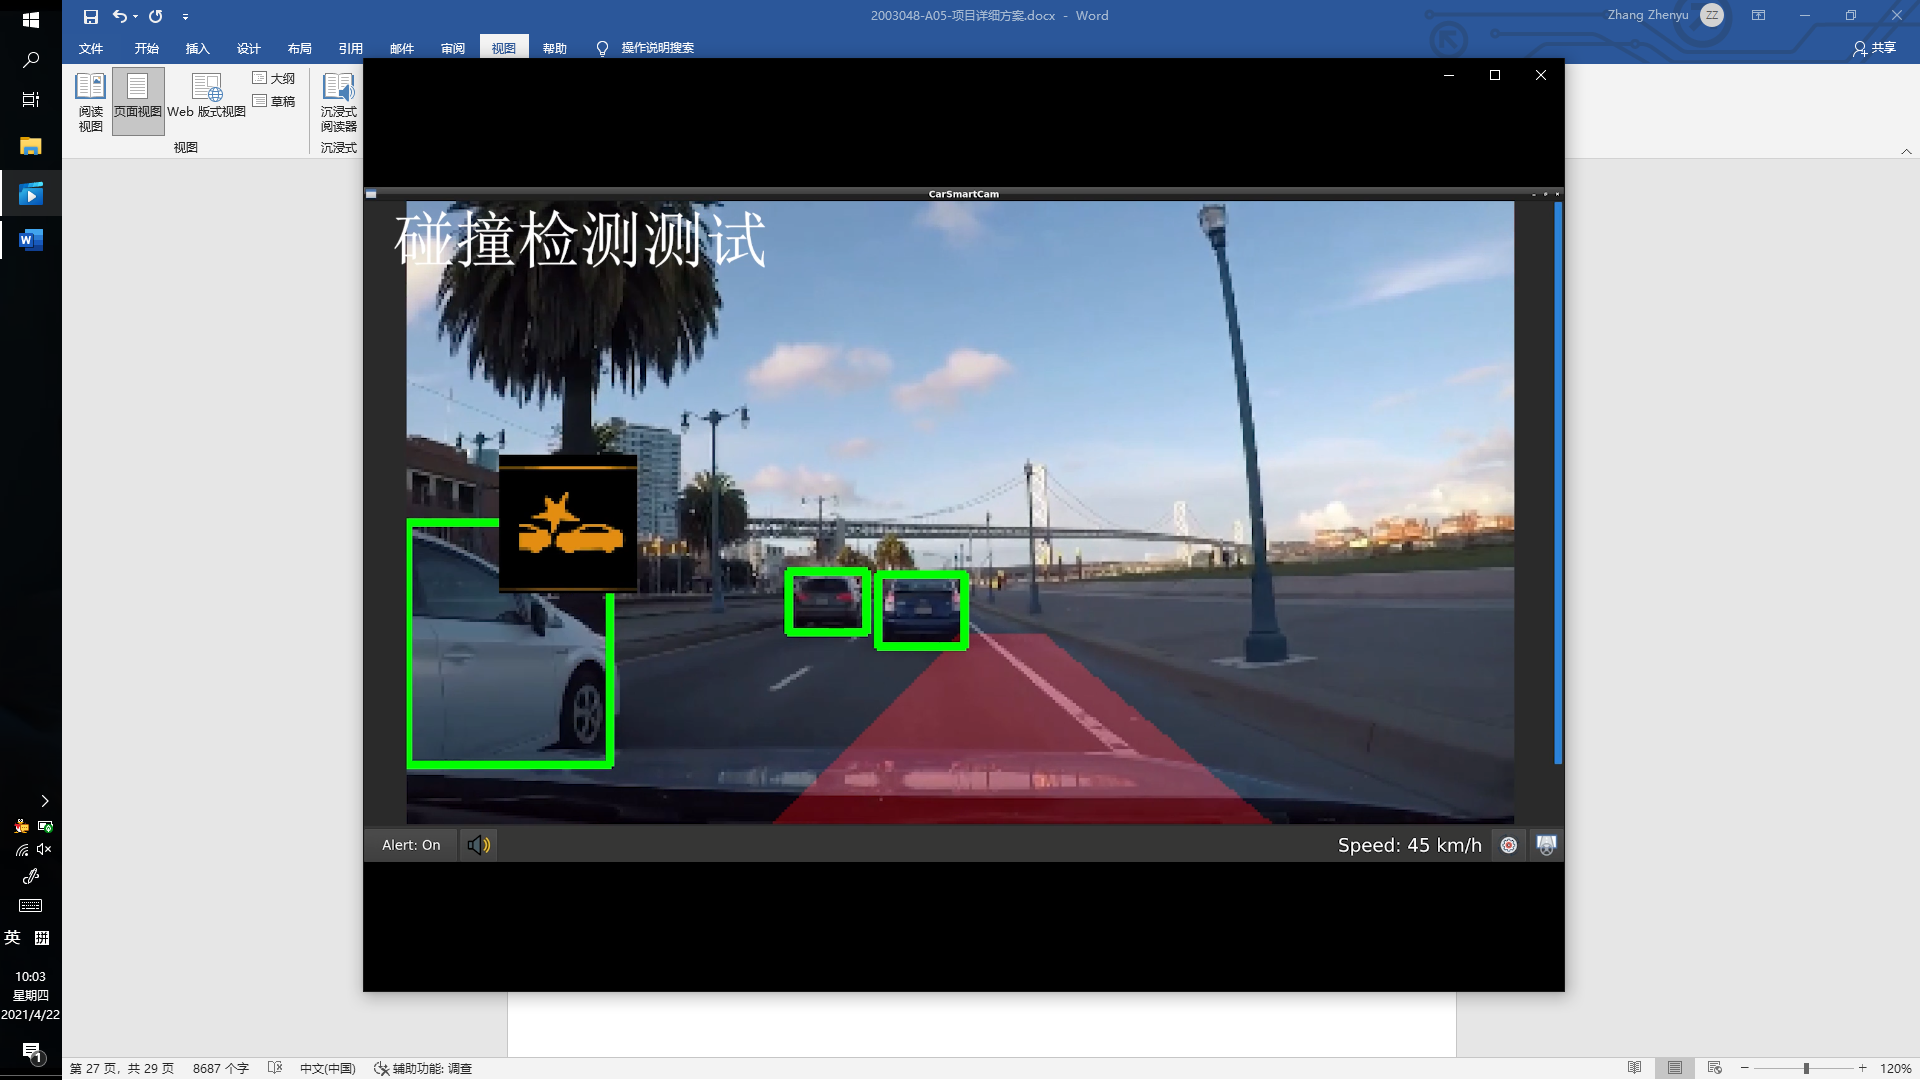 2003048-A05-项目详细方案.docx - Word
Zhang Zhenyu
ZZ
文件
开始
插入
设计
布局
引用
邮件
审阅
视图
帮助
操作说明搜索
共享
阅读
视图
页面视图
Web 版式视图
大纲
草稿
视图
沉浸式
阅读器
沉浸式
CarSmartCam
碰撞检测测试
Alert: On
Speed: 45 km/h
W
英
拼
10:03
星期四
2021/4/22
1
第 27 页，共 29 页
8687 个字
中文(中国)
辅助功能: 调查
120%